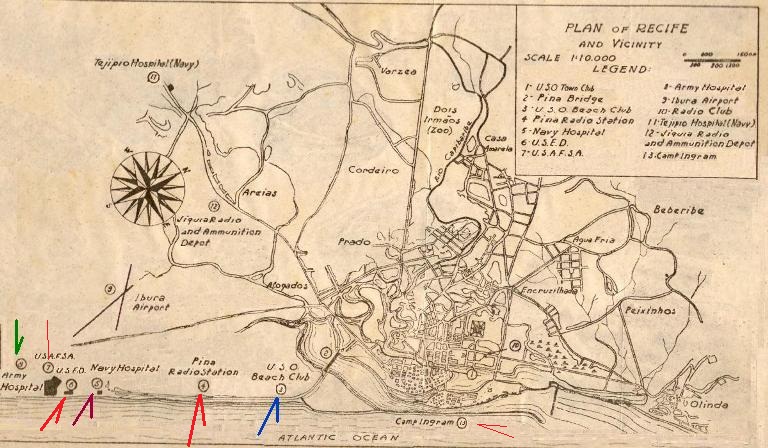 PLAN OF RECIFE
AND VICINITY
SCALE 1:10.000
LEGEND:
1- U.S.O Town Club
2- Pina Bridge
3- U.S.O. Beach Club
4 Pina Radio Station
5- Navy Hospital
6- U.S.E.D.
7- U.S.A.F.S.A.
8- Army Hospital
9- Ibura Airport
10- Radio Club
11- Tejipio Hospital (Navy)
12- Jiquia Radio
and Ammunition Depot
13- Camp Ingram
Tejipio Hospital (Navy)
11
Varzea
Dois
Irmãos
(Zoo)
Rio Capibaribe
Casa
Amarela
Cordeiro
Areias
12
Jiquia Radio
and Ammunition
Depot
Beberibe
Prado
Agua Fria
9
Ibura
Airport
Afogados
Encruzilhada
Peixinhos
2
10
8
Army
Hospital
U.S.A.F.S.A.
7
U.S.E.D.
6
Navy Hospital
5
Pina
Radio Station
4
U.S.O
Beach Club
3
Olinda
Camp Ingram 13
ATLANTIC OCEAN